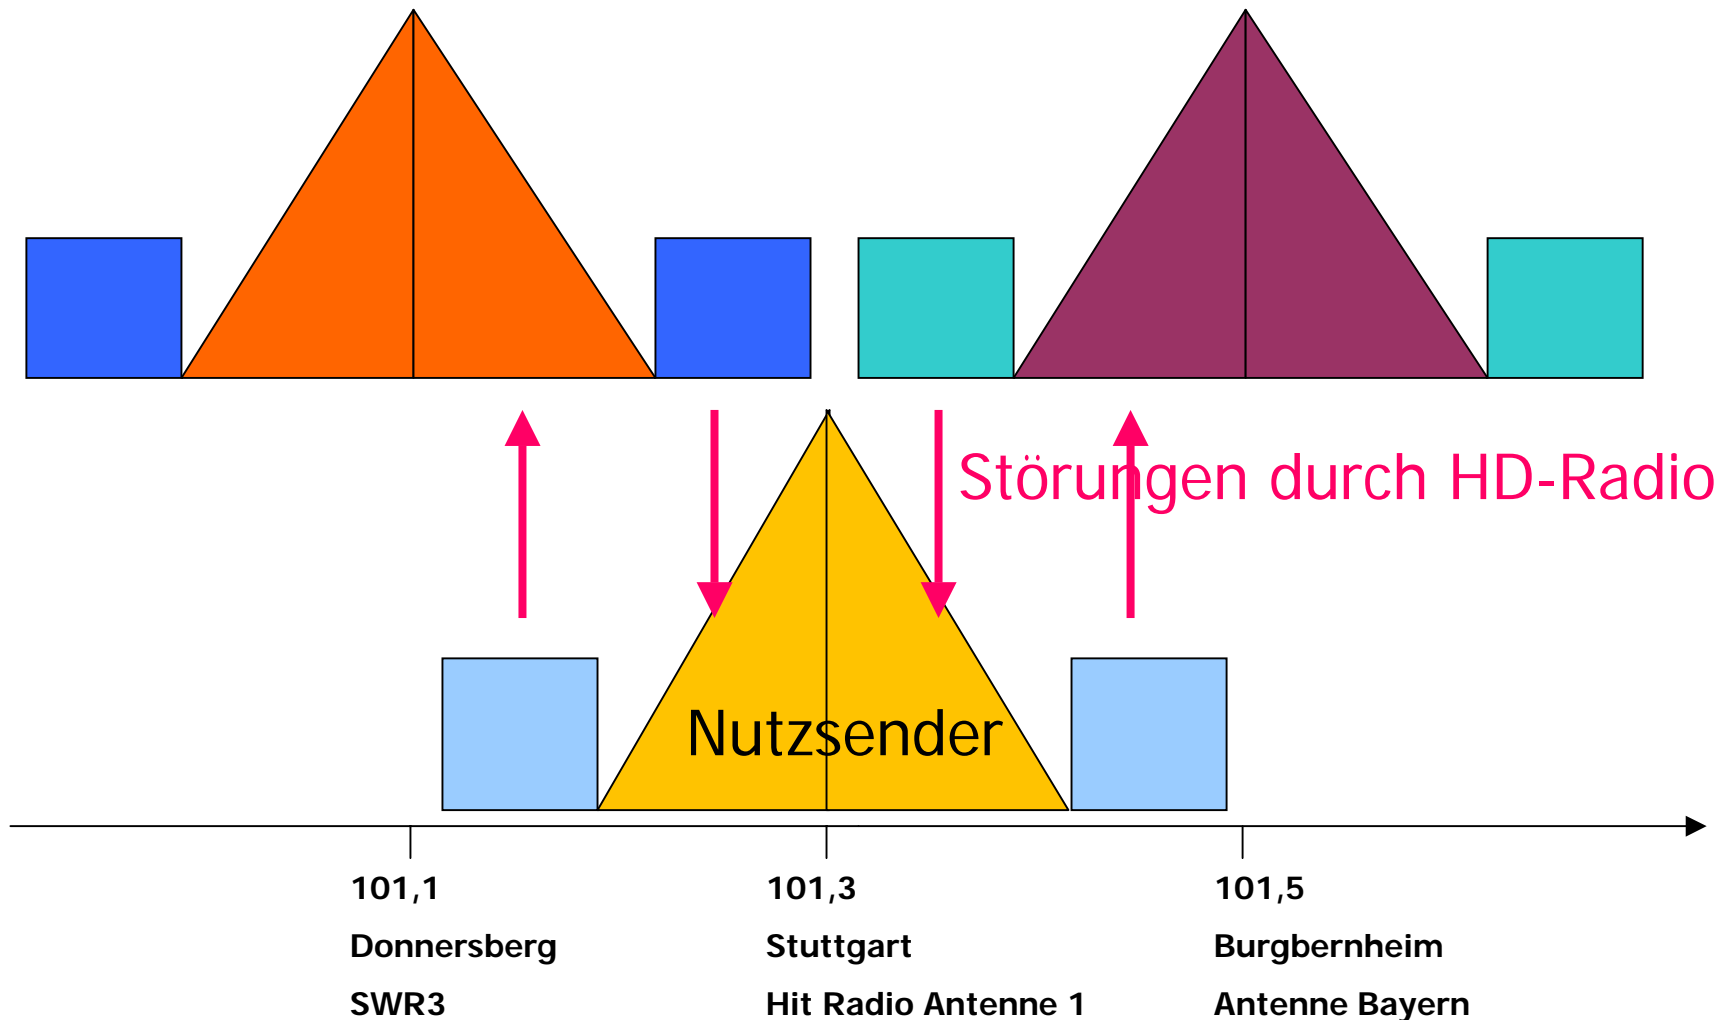 Störungen durch HD-Radio
Nutzsender
101,1
Donnersberg
SWR3
101,3
Stuttgart
Hit Radio Antenne 1
101,5
Burgbernheim
Antenne Bayern